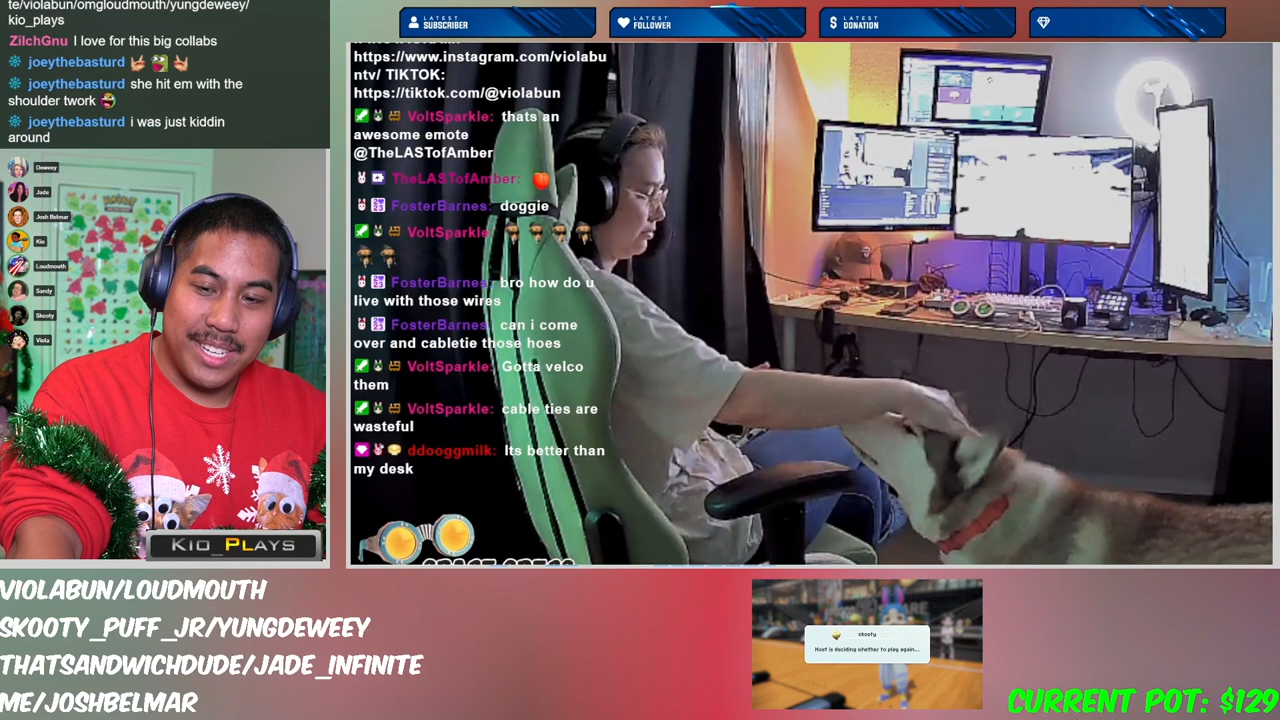 te/violabun/omgloudmouth/yungdeweey/
kio_plays
ZilchGnu I love for this big collabs
joeythebasturd
joeythebasturd she hit em with the
shoulder twork
joeythebasturd i was just kiddin
around
Deweey
Jade
Josh Belmar
Kio
Loudmouth
Sandy
Skooty
Viola
KIO_PLAYS
LATEST
SUBSCRIBER
LATEST
FOLLOWER
LATEST
DONATION
https://www.instagram.com/violabu
ntv/ TIKTOK:
https://tiktok.com/@violabun
VoltSparkle: thats an
awesome emote
@TheLASTofAmber
TheLASTofAmber:
FosterBarnes: doggie
VoltSparkle:
FosterBarnes: bro how do u
live with those wires
FosterBarnes: can i come
over and cabletie those hoes
VoltSparkle: Gotta velco
them
VoltSparkle: cable ties are
wasteful
ddooggmilk: Its better than
my desk
VIOLABUN/LOUDMOUTH
SKOOTY_PUFF_JR/YUNGDEWEEY
THATSANDWICHDUDE/JADE_INFINITE
ME/JOSHBELMAR
skooty
Host is deciding whether to play again...
CURRENT POT: $129